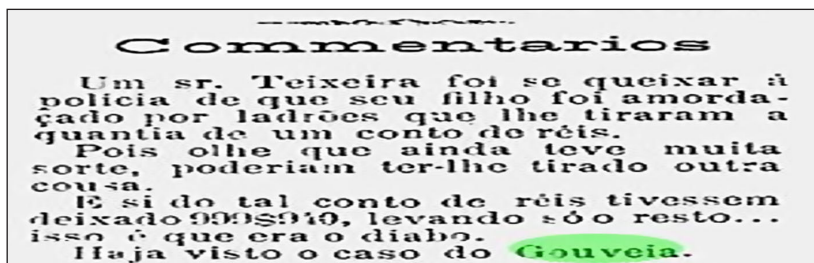 Commentarios
Um sr. Teixeira foi se queixar á
policia de que seu filho foi amorda-
çado por ladrões que lhe tiraram a
quantia de um conto de réis.
Pois olhe que ainda teve muita
sorte, poderiam ter-lhe tirado outra
cousa.
E si do tal conto de réis tivessem
deixado 999$940, levando só o resto...
isso é que era o diabo.
Haja visto o caso do Gouveia.